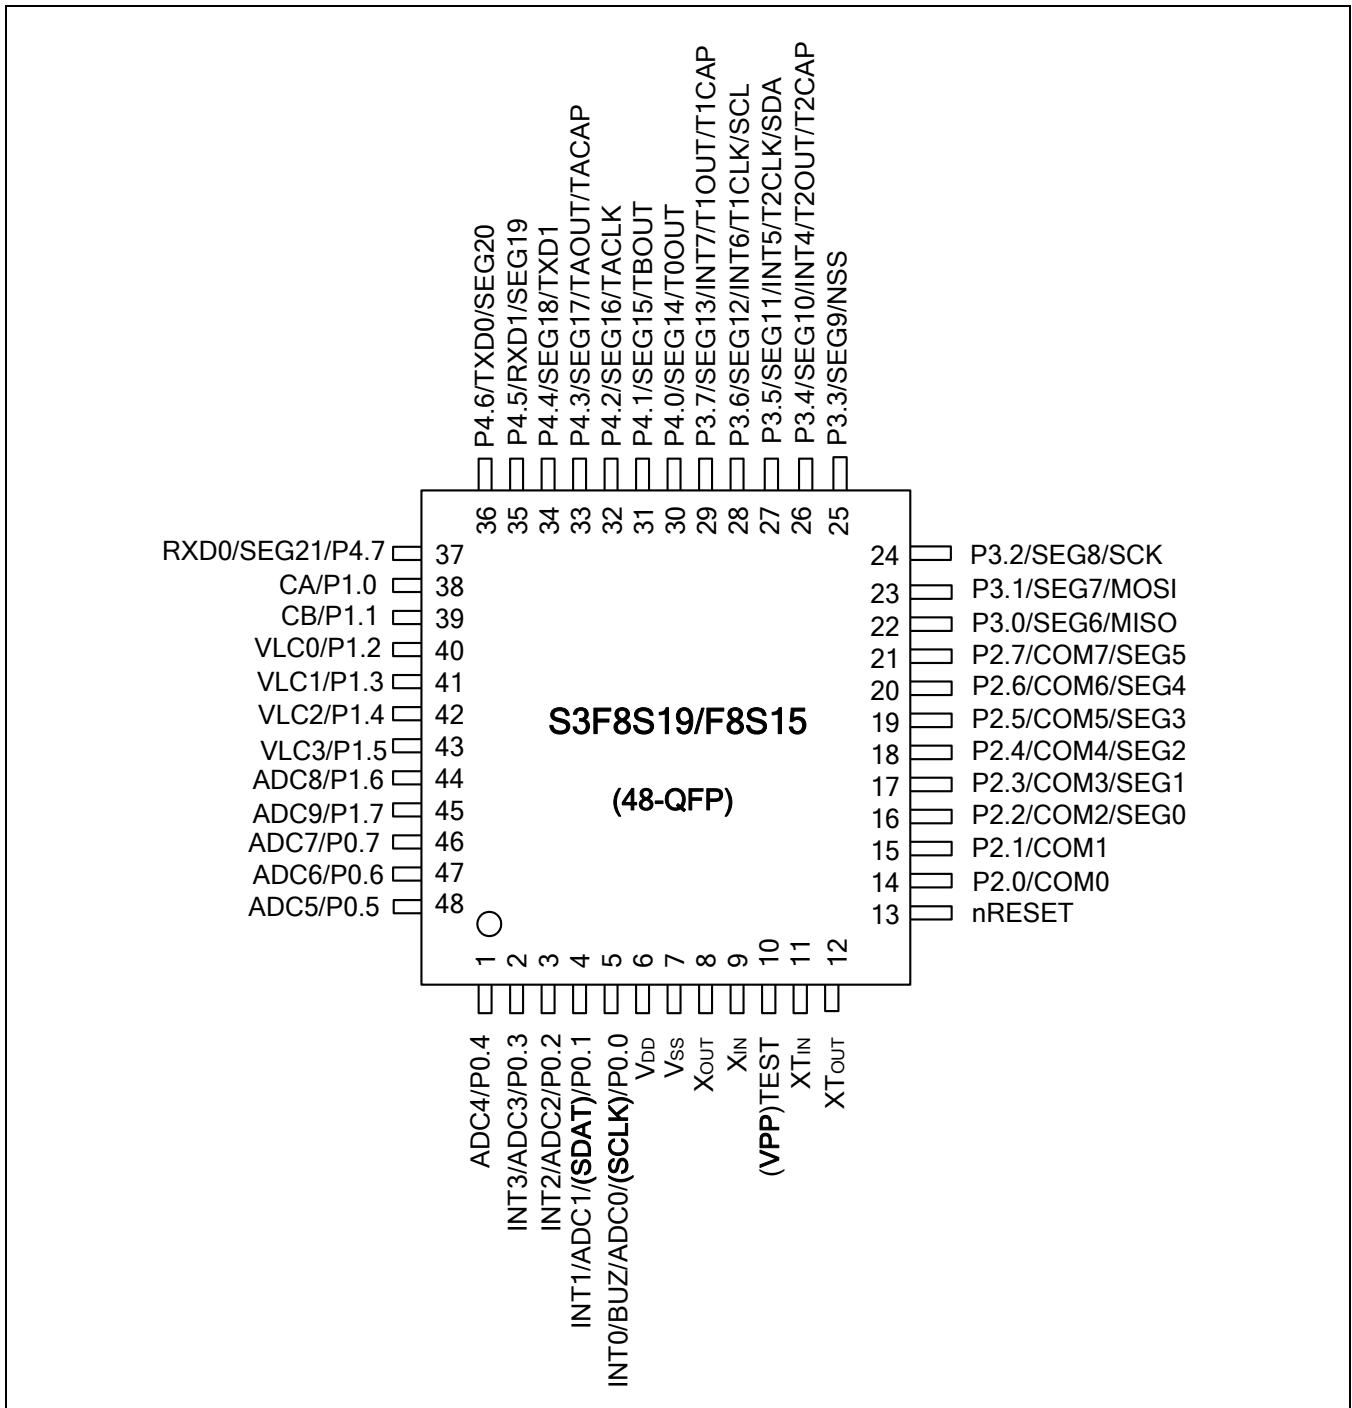 P4.6/TXD0/SEG20
P4.5/RXD1/SEG19
P4.4/SEG18/TXD1
P4.3/SEG17/TAOUT/TACAP
P4.2/SEG16/TACLK
P4.1/SEG15/TBOUT
P4.0/SEG14/T0OUT
P3.7/SEG13/INT7/T1OUT/T1CAP
P3.6/SEG12/INT6/T1CLK/SCL
P3.5/SEG11/INT5/T2CLK/SDA
P3.4/SEG10/INT4/T2OUT/T2CAP
P3.3/SEG9/NSS
36 35 34 33 32 31 30 29 28 27 26 25
RXD0/SEG21/P4.7 37
CA/P1.0 38
CB/P1.1 39
VLC0/P1.2 40
VLC1/P1.3 41
VLC2/P1.4 42
VLC3/P1.5 43
ADC8/P1.6 44
ADC9/P1.7 45
ADC7/P0.7 46
ADC6/P0.6 47
ADC5/P0.5 48
S3F8S19/F8S15
(48-QFP)
24 P3.2/SEG8/SCK
23 P3.1/SEG7/MOSI
22 P3.0/SEG6/MISO
21 P2.7/COM7/SEG5
20 P2.6/COM6/SEG4
19 P2.5/COM5/SEG3
18 P2.4/COM4/SEG2
17 P2.3/COM3/SEG1
16 P2.2/COM2/SEG0
15 P2.1/COM1
14 P2.0/COM0
13 nRESET
1 2 3 4 5 6 7 8 9 10 11 12
ADC4/P0.4
INT3/ADC3/P0.3
INT2/ADC2/P0.2
INT1/ADC1/(SDAT)/P0.1
INT0/BUZ/ADC0/(SCLK)/P0.0
VDD
VSS
XOUT
XIN
(VPP)TEST
XTIN
XTOUT